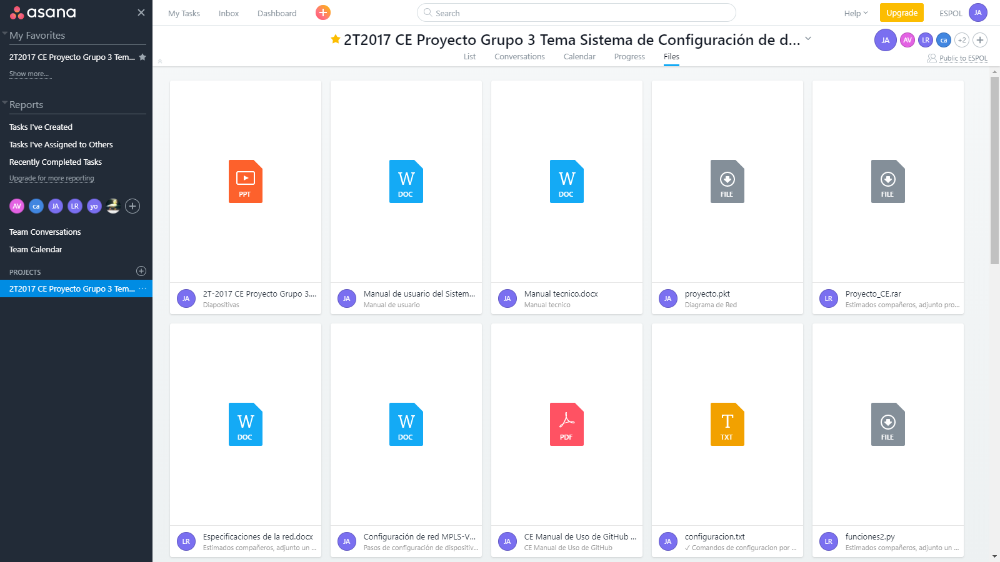 asana
My Tasks
Inbox
Dashboard
Search
Help
Upgrade
ESPOL
JA
My Favorites
2T2017 CE Proyecto Grupo 3 Tem...
Show more...
Reports
Tasks I've Created
Tasks I've Assigned to Others
Recently Completed Tasks
Upgrade for more reporting
AV
ca
JA
LR
yo
Team Conversations
Team Calendar
PROJECTS
2T2017 CE Proyecto Grupo 3 Tem...
2T2017 CE Proyecto Grupo 3 Tema Sistema de Configuración de d...
JA
AV
LR
ca
+2
List
Conversations
Calendar
Progress
Files
Public to ESPOL
PPT
JA
2T-2017 CE Proyecto Grupo 3....
Diapositivas
W
DOC
JA
Manual de usuario del Sistem...
Manual de usuario
W
DOC
JA
Manual tecnico.docx
Manual tecnico
FILE
JA
proyecto.pkt
Diagrama de Red
FILE
LR
Proyecto_CE.rar
Estimados compañeros, adjunto pro...
W
DOC
LR
Especificaciones de la red.docx
Estimados compañeros, adjunto un ...
W
DOC
JA
Configuración de red MPLS-V...
Pasos de configuración de dispositiv...
PDF
JA
CE Manual de Uso de GitHub ...
CE Manual de Uso de GitHub
T
TXT
JA
configuracion.txt
✓ Comandos de configuracion por ...
FILE
LR
funciones2.py
Estimados compañeros, adjunto un ...